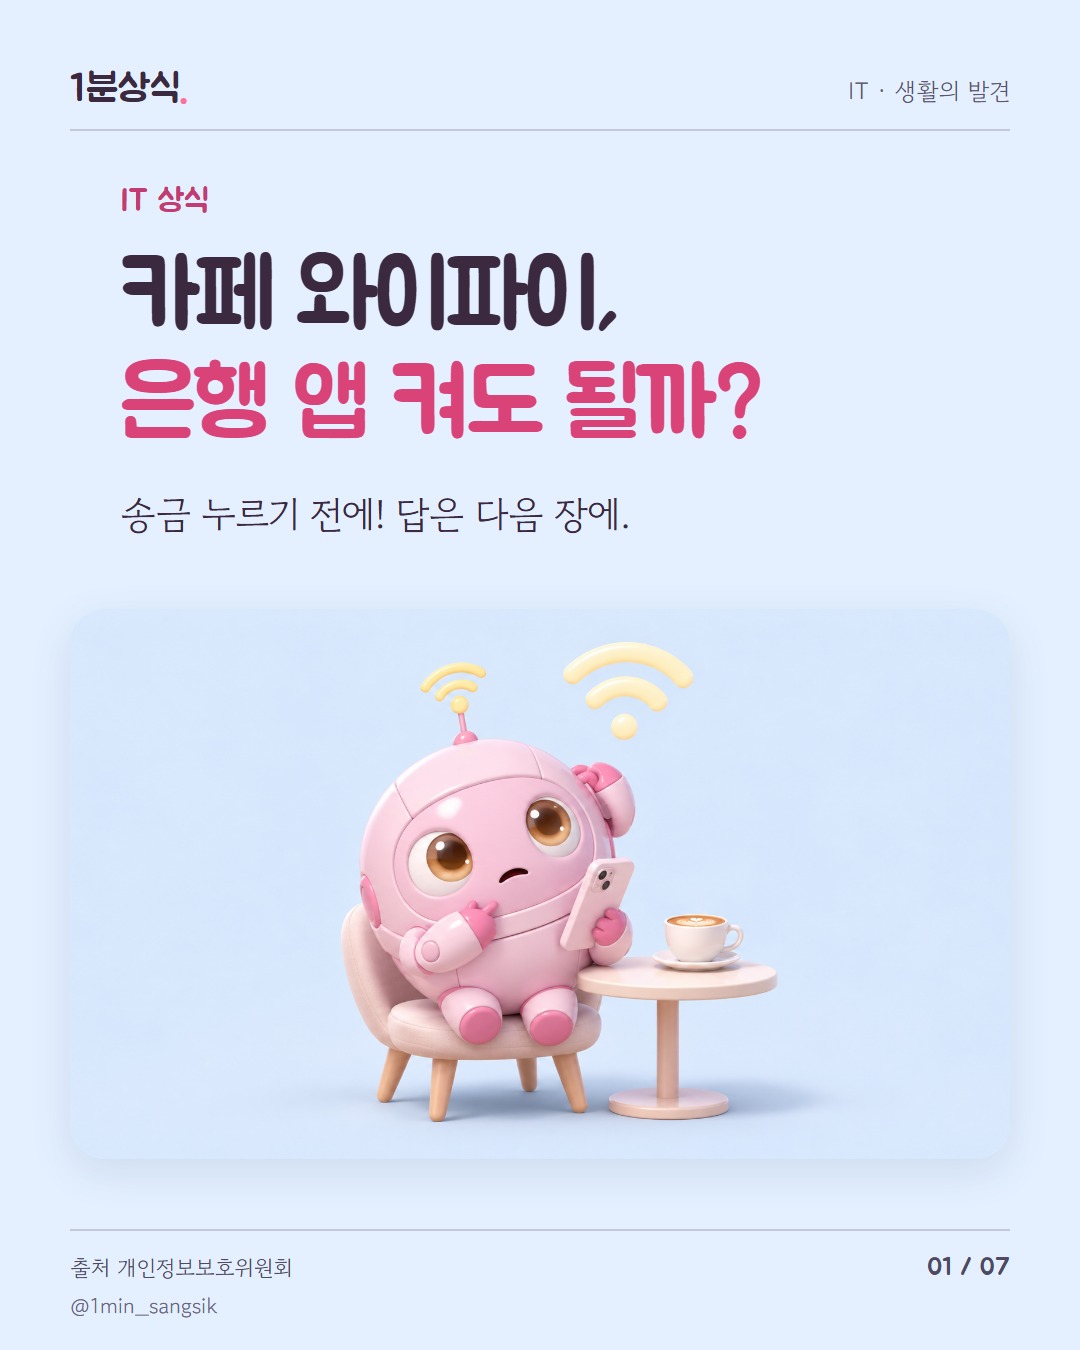 1분상식.
IT · 생활의 발견
IT 상식
카페 와이파이,
은행 앱 켜도 될까?
송금 누르기 전에! 답은 다음 장에.
출처 개인정보보호위원회
01 / 07
@1min_sangsik